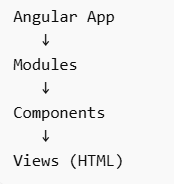 Angular App
↓
Modules
↓
Components
↓
Views (HTML)